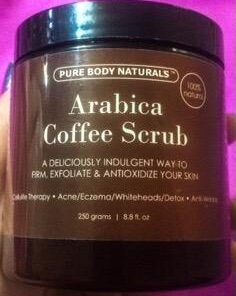 PURE BODY NATURALS™
100% natural
Arabica
Coffee Scrub
A DELICIOUSLY INDULGENT WAY TO
FIRM, EXFOLIATE & ANTIOXIDIZE YOUR SKIN
Cellulite Therapy • Acne/Eczema/Whiteheads/Detox • Anti-Wrinkle
250 grams | 8.8 fl. oz